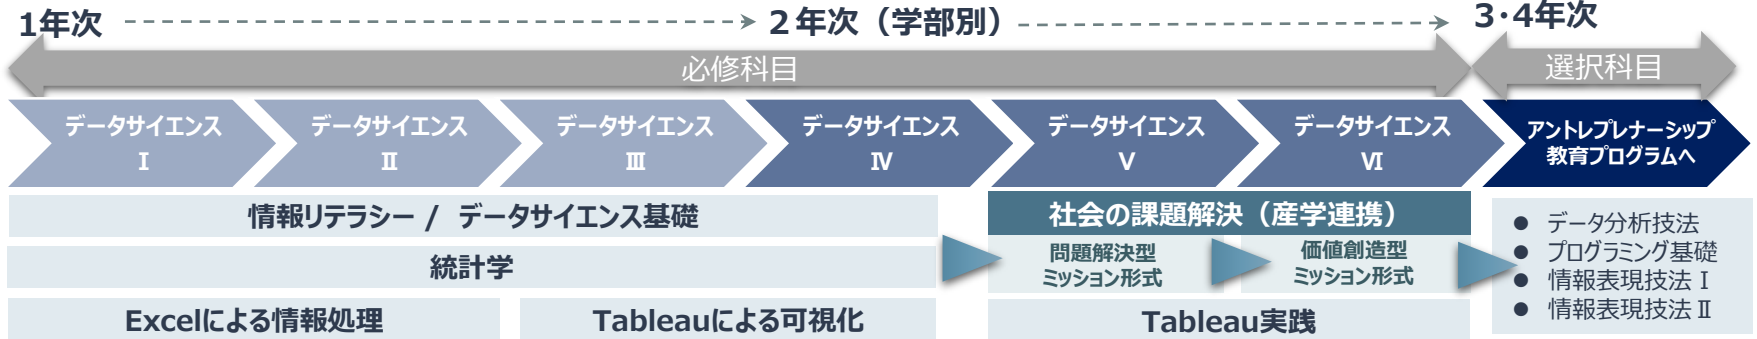 1年次
2年次（学部別）
3・4年次
必修科目
選択科目
データサイエンス
Ⅰ
データサイエンス
Ⅱ
データサイエンス
Ⅲ
データサイエンス
Ⅳ
データサイエンス
Ⅴ
データサイエンス
Ⅵ
アントレプレナーシップ
教育プログラムへ
情報リテラシー / データサイエンス基礎
統計学
Excelによる情報処理
Tableauによる可視化
社会の課題解決（産学連携）
問題解決型
ミッション形式
価値創造型
ミッション形式
Tableau実践
● データ分析技法
● プログラミング基礎
● 情報表現技法Ⅰ
● 情報表現技法Ⅱ